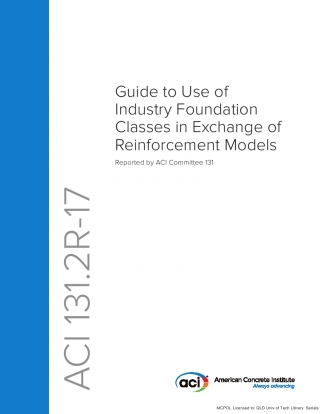 Guide to Use of
Industry Foundation
Classes in Exchange of
Reinforcement Models
Reported by ACI Committee 131
ACI 131.2R-17
aci
American Concrete Institute
Always advancing
MCPOL Licensed to: QLD Univ of Tech Library Serials